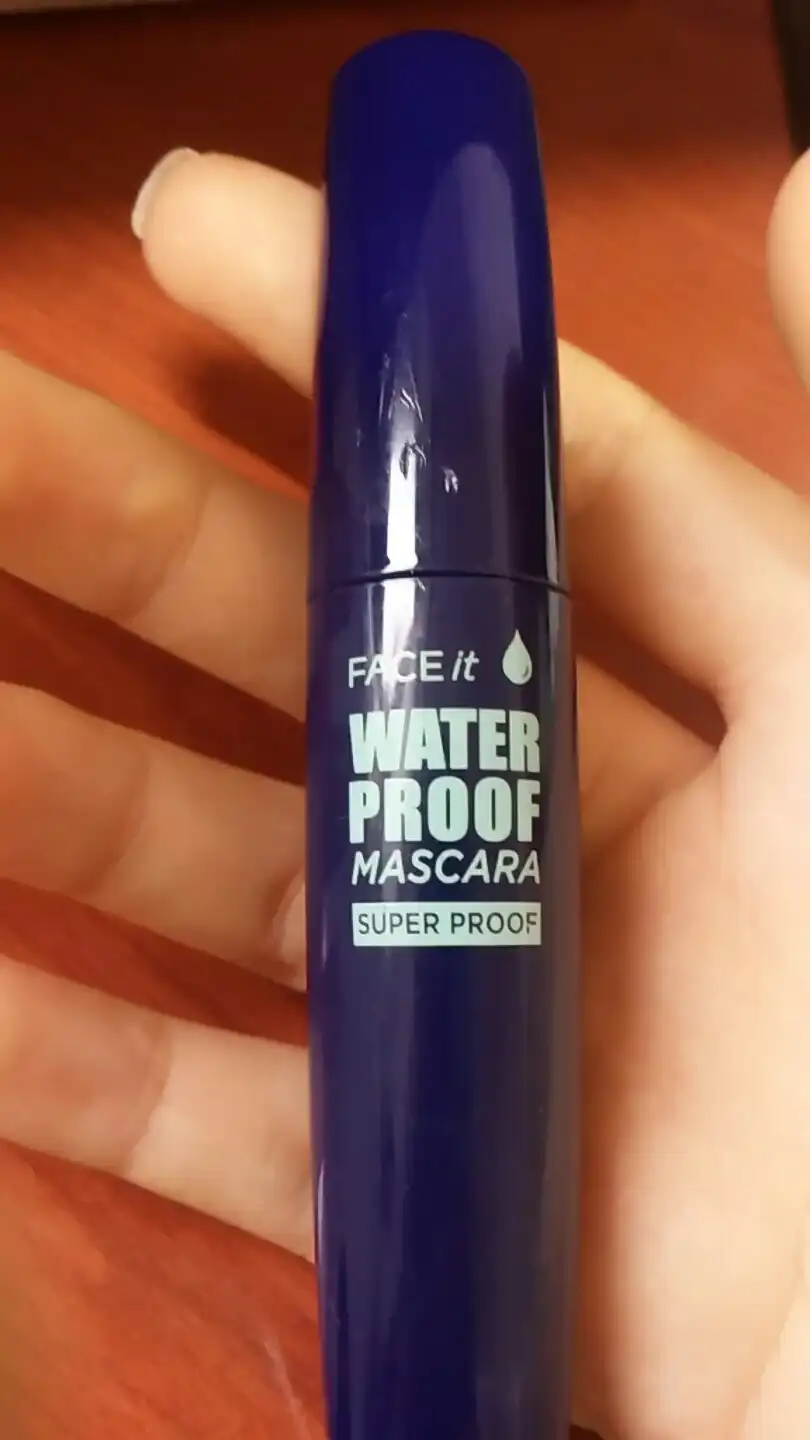 FACE it
WATER
PROOF
MASCARA
SUPER PROOF